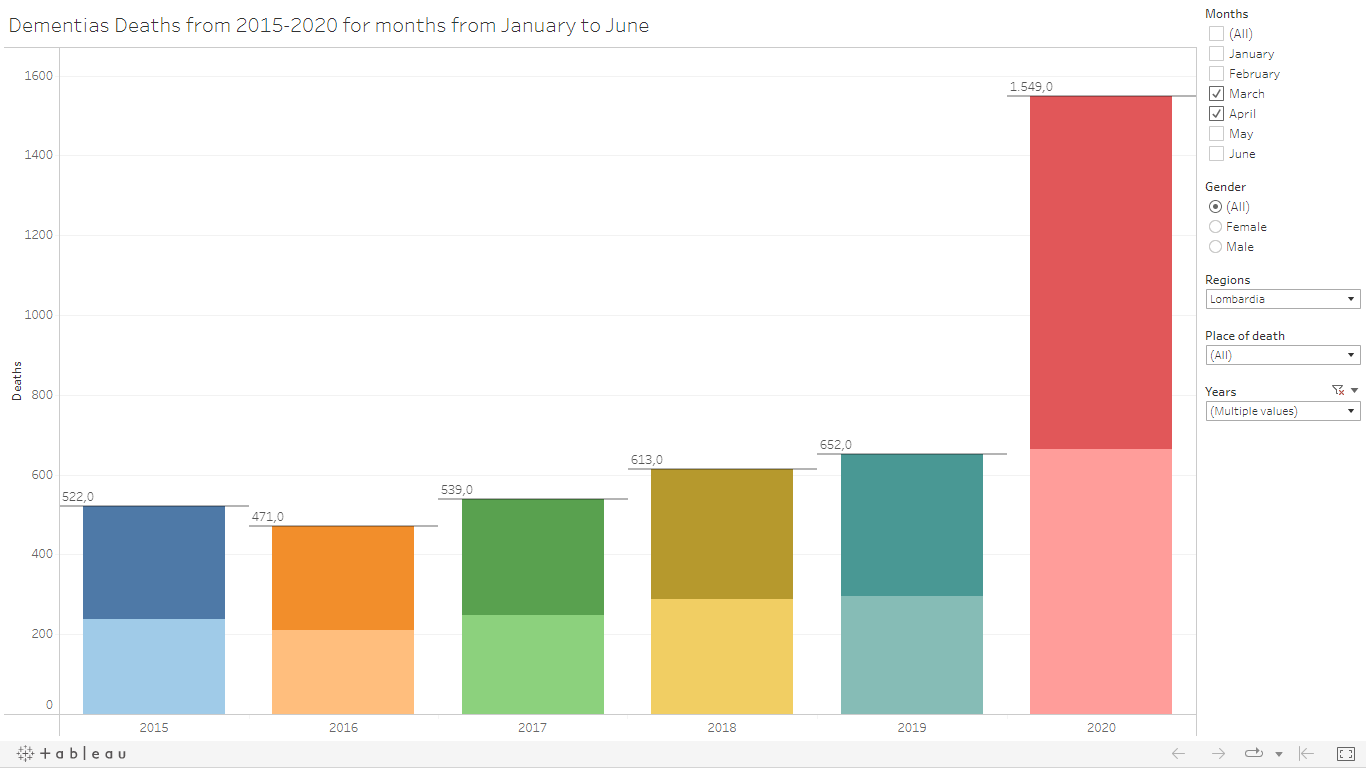 Dementias Deaths from 2015-2020 for months from January to June
1600
1400
1200
1000
800
600
400
200
0
Deaths
522,0
471,0
539,0
613,0
652,0
1.549,0
2015
2016
2017
2018
2019
2020
Months
(All)
January
February
March
April
May
June
Gender
(All)
Female
Male
Regions
Lombardia
Place of death
(All)
Years
(Multiple values)
+ a b | e a u